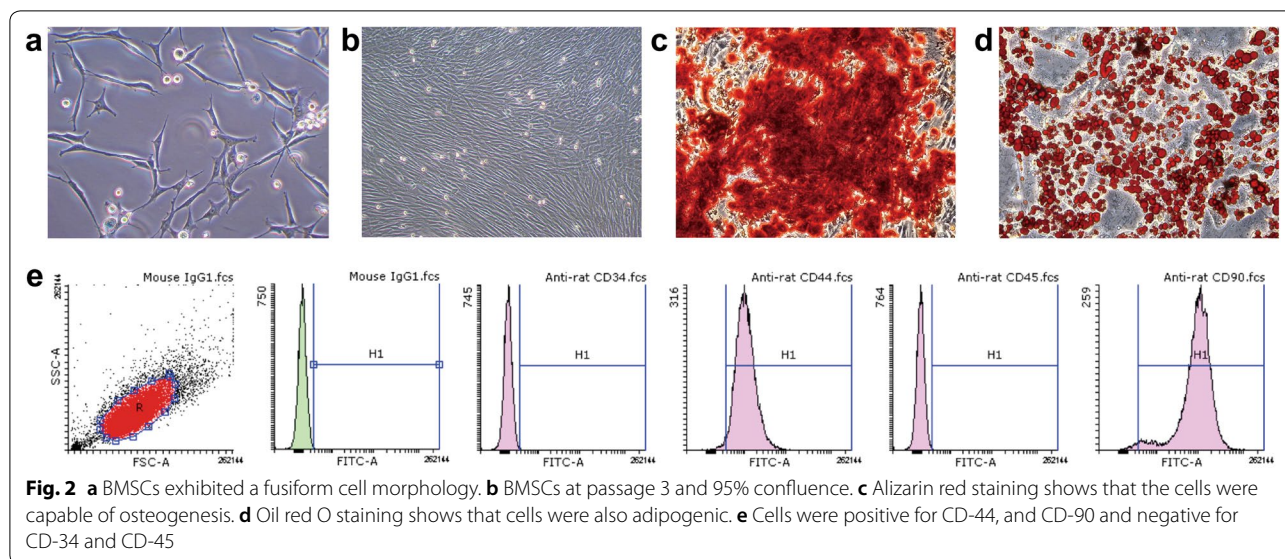 a
b
c
d
e
Mouse IgG1.fcs
262144
SSC-A
R
FSC-A
262144
Mouse IgG1.fcs
750
H1
FITC-A
262144
Anti-rat CD34.fcs
745
H1
FITC-A
262144
Anti-rat CD44.fcs
316
H1
FITC-A
262144
Anti-rat CD45.fcs
764
H1
FITC-A
262144
Anti-rat CD90.fcs
259
H1
FITC-A
262144
Fig. 2 a BMSCs exhibited a fusiform cell morphology. b BMSCs at passage 3 and 95% confluence. c Alizarin red staining shows that the cells were
capable of osteogenesis. d Oil red O staining shows that cells were also adipogenic. e Cells were positive for CD-44, and CD-90 and negative for
CD-34 and CD-45